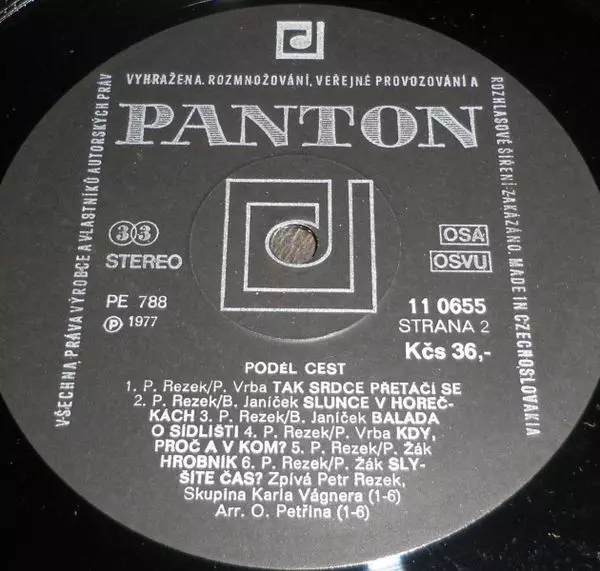 VYHRAŽENA. ROZMNOŽOVÁNÍ, VEŘEJNÉ PROVOZOVÁNÍ A
VŠECHNA PRÁVA VÝROBCE A VLASTNÍKŮ AUTORSKÝCH PRÁV
ROZHLASOVÉ ŠÍŘENÍ ZAKÁZÁNO. MADE IN CZECHOSLOVAKIA
PANTON
33
STEREO
OSA
OSVU
PE 788
Ⓟ 1977
11 0655
STRANA 2
Kčs 36,-
PODÉL CEST
1. P. Rezek/P. Vrba TAK SRDCE PŘETÁČÍ SE
2. P. Rezek/B. Janíček SLUNCE V HOREČ-
KÁCH 3. P. Rezek/B. Janíček BALADA
O SÍDLIŠTI 4. P. Rezek/P. Vrba KDY,
PROČ A V KOM? 5. P. Rezek/P. Žák
HROBNÍK 6. P. Rezek/P. Žák SLY-
ŠÍTE ČAS? Zpívá Petr Rezek,
Skupina Karla Vágnera (1-6)
Arr. O. Petřina (1-6)